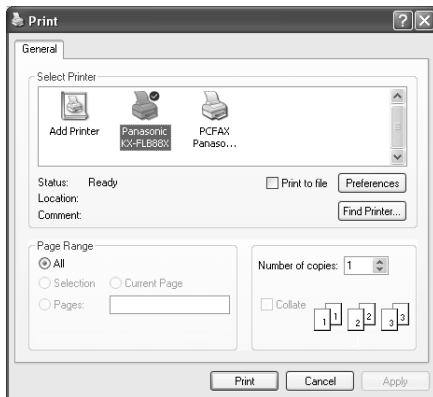 Print
General
Select Printer
Add Printer
Panasonic
KX-FLB88X
PCFAX
Panaso...
Status: Ready
Location:
Comment:
Print to file
Preferences
Find Printer...
Page Range
All
Selection
Current Page
Pages:
Number of copies: 1
Collate
1 1 2 2 3 3
Print
Cancel
Apply